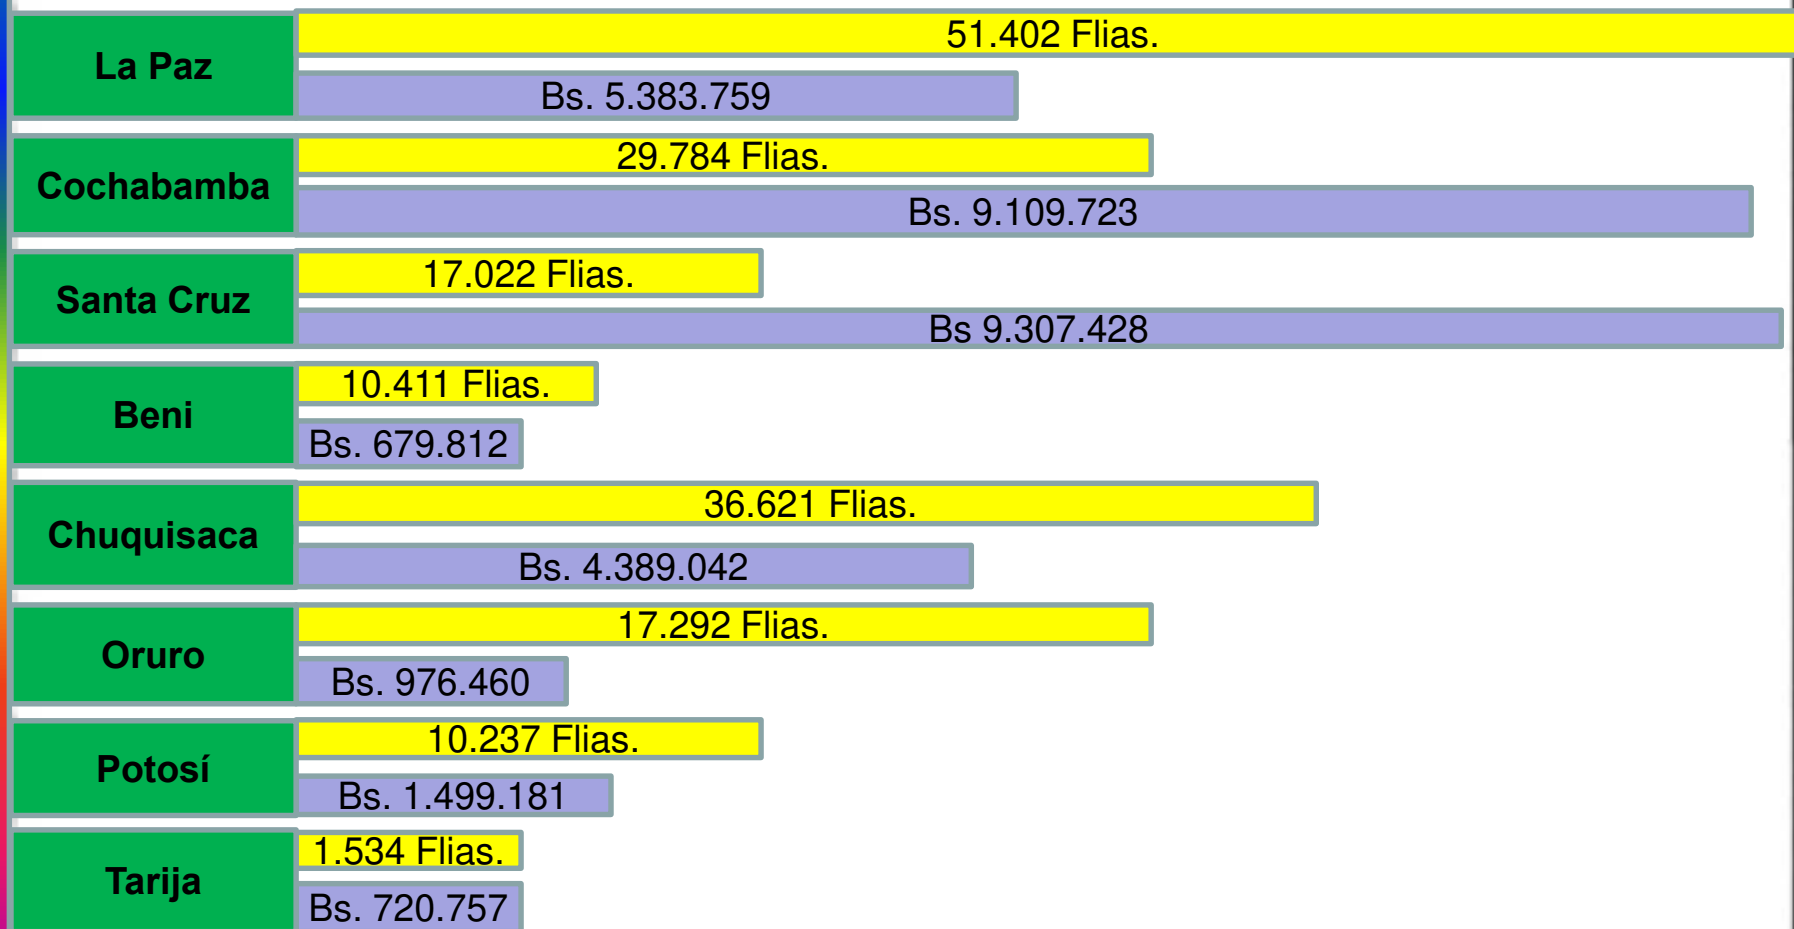 La Paz
51.402 Flias.
Bs. 5.383.759
Cochabamba
29.784 Flias.
Bs. 9.109.723
Santa Cruz
17.022 Flias.
Bs 9.307.428
Beni
10.411 Flias.
Bs. 679.812
Chuquisaca
36.621 Flias.
Bs. 4.389.042
Oruro
17.292 Flias.
Bs. 976.460
Potosí
10.237 Flias.
Bs. 1.499.181
Tarija
1.534 Flias.
Bs. 720.757